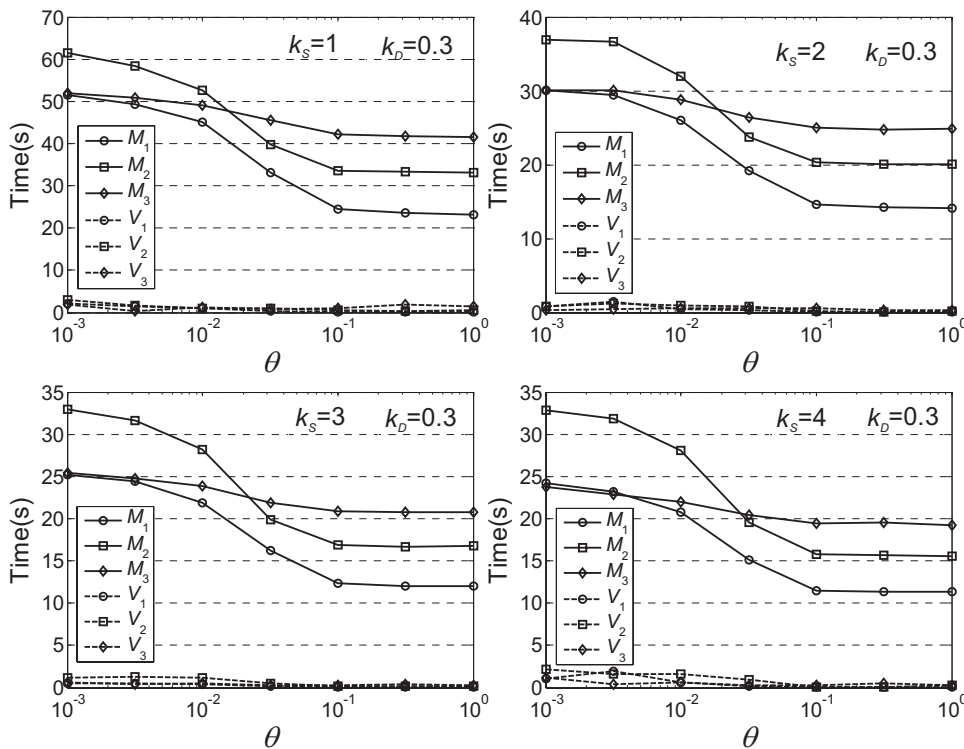 k_S=1 k_D=0.3
Time(s)
70
60
50
40
30
20
10
0
M_1
M_2
M_3
V_1
V_2
V_3
10^-3 10^-2 10^-1 10^0
θ
k_S=2 k_D=0.3
Time(s)
40
30
20
10
0
M_1
M_2
M_3
V_1
V_2
V_3
10^-3 10^-2 10^-1 10^0
θ
k_S=3 k_D=0.3
Time(s)
35
30
25
20
15
10
5
0
M_1
M_2
M_3
V_1
V_2
V_3
10^-3 10^-2 10^-1 10^0
θ
k_S=4 k_D=0.3
Time(s)
35
30
25
20
15
10
5
0
M_1
M_2
M_3
V_1
V_2
V_3
10^-3 10^-2 10^-1 10^0
θ